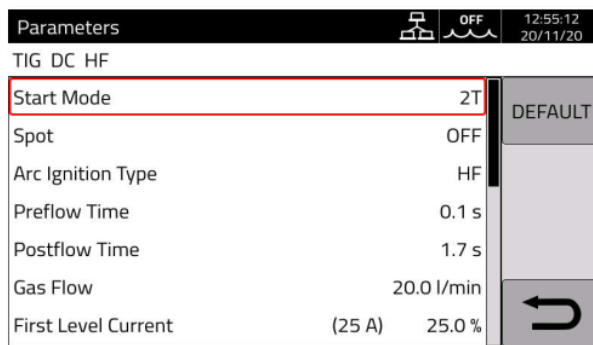 Parameters OFF 12:55:12
20/11/20
TIG DC HF
Start Mode 2T
DEFAULT
Spot OFF
Arc Ignition Type HF
Preflow Time 0.1 s
Postflow Time 1.7 s
Gas Flow 20.0 l/min
First Level Current (25 A) 25.0 %